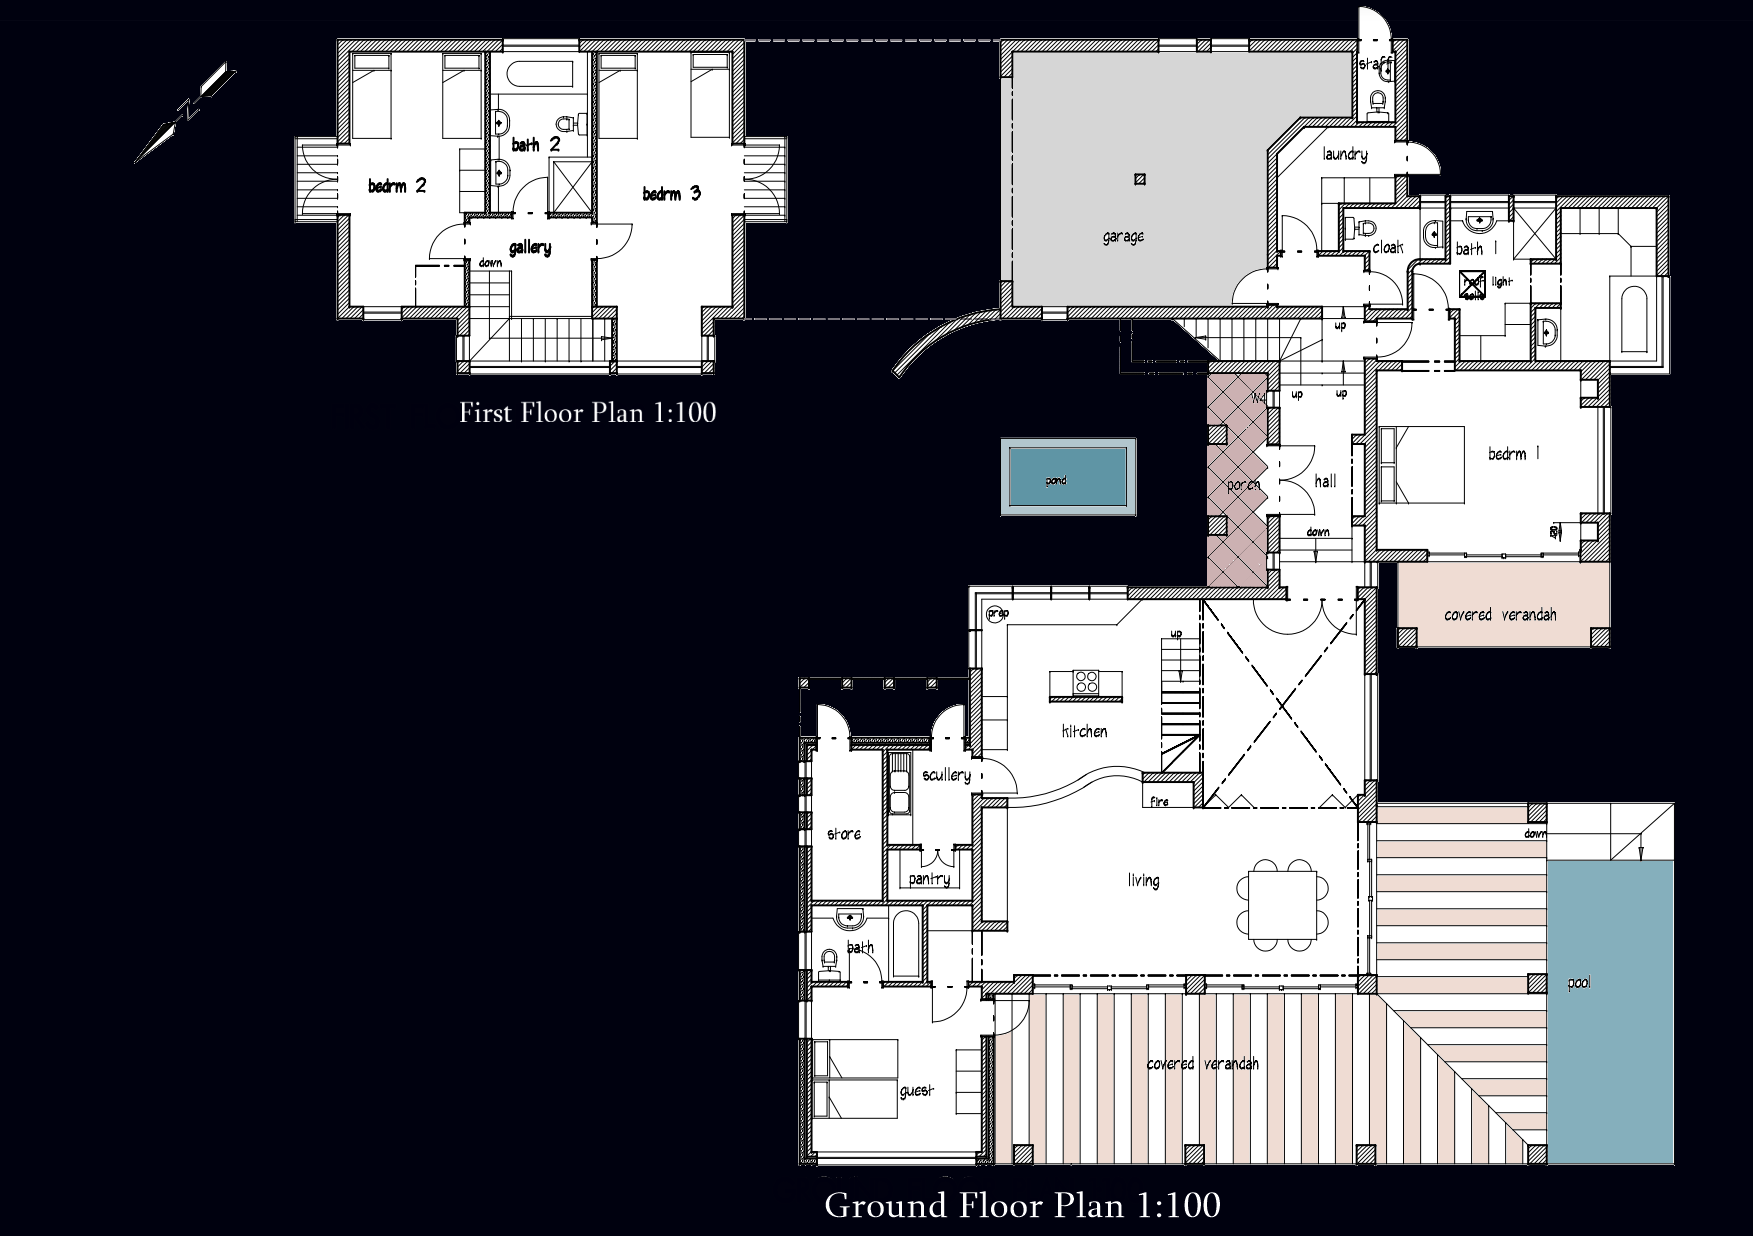 N
bedrm 2
bath 2
bedrm 3
gallery
down
First Floor Plan 1:100
staff
laundry
garage
cloak
bath 1
roof light
up
up
up
W4
pond
porch
hall
bedrm 1
down
covered verandah
prep
up
kitchen
scullery
fire
store
down
pantry
living
bath
pool
covered verandah
guest
Ground Floor Plan 1:100